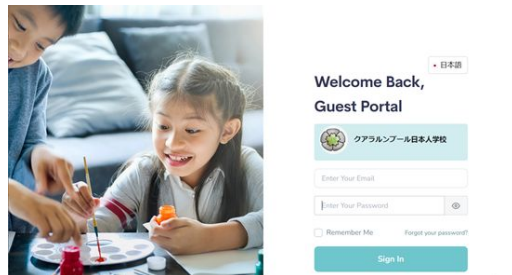 日本語
Welcome Back,
Guest Portal
クアラルンプール日本人学校
Enter Your Email
Enter Your Password
Remember Me
Forgot your password?
Sign In